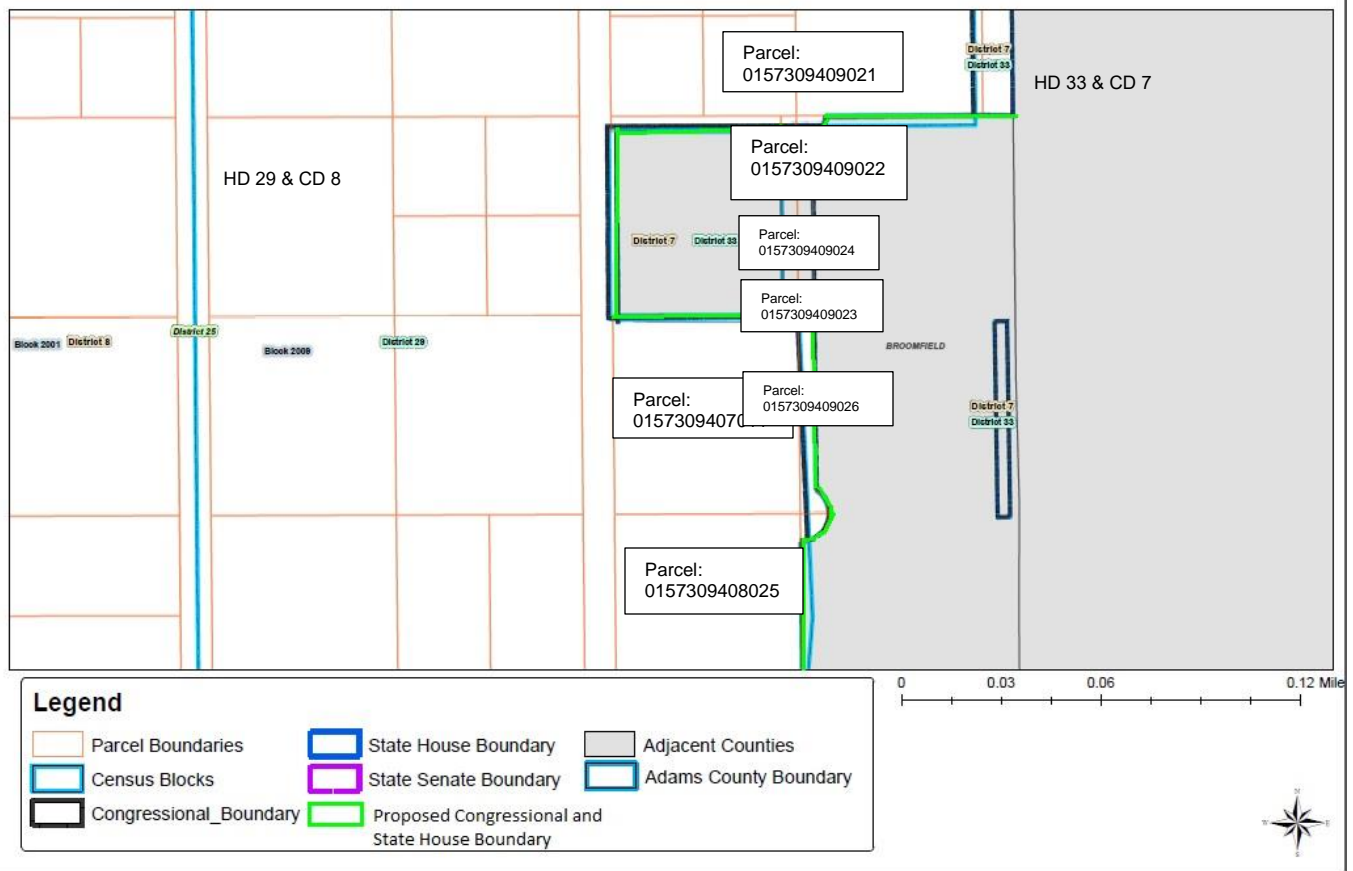 Parcel:
0157309409021
District 7
District 33
HD 33 & CD 7
Parcel:
0157309409022
HD 29 & CD 8
District 7 District 33
Parcel:
0157309409024
Parcel:
0157309409023
Block 2001 District 8
District 25
Block 2009
District 29
BROOMFIELD
Parcel:
Parcel:
0157309409026
District 7
District 33
Parcel:
0157309408025
0 0.03 0.06 0.12 Mile
Legend
Parcel Boundaries
State House Boundary
Adjacent Counties
Census Blocks
State Senate Boundary
Adams County Boundary
Congressional_Boundary
Proposed Congressional and
State House Boundary
N
W E
S